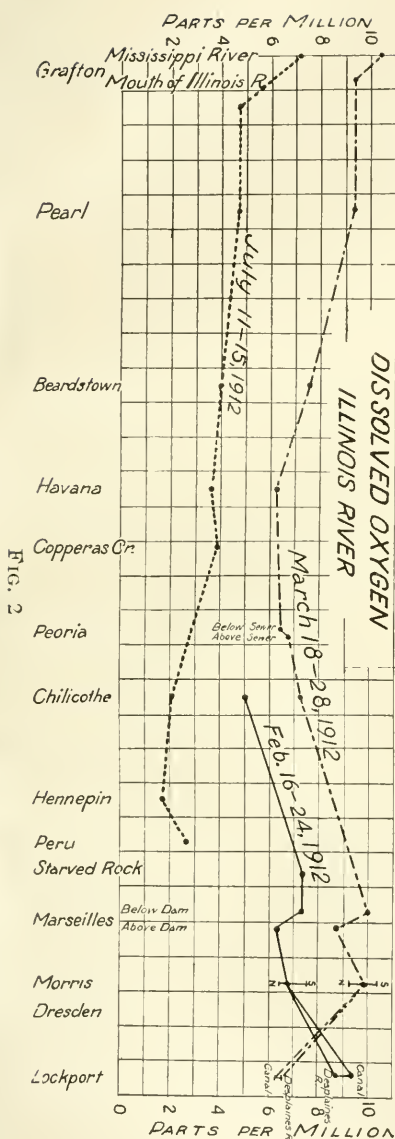 PARTS PER MILLION
2 4 6 8 10
Mississippi River
Grafton
Mouth of Illinois R.
Pearl
July 11-15, 1912
DISSOLVED OXYGEN
ILLINOIS RIVER
Beardstown
Havana
Copperas Cr.
March 18-28, 1912
Peoria
Below Sewer
Above Sewer
Chilicothe
Feb. 16-24, 1912
Hennepin
Peru
Starved Rock
Marseilles
Below Dam
Above Dam
Morris
N S N S
Dresden
Lockport
Canal
Desplaines R.
Desplaines R.
Canal
0 2 4 6 8 10
PARTS PER MILLION
FIG. 2